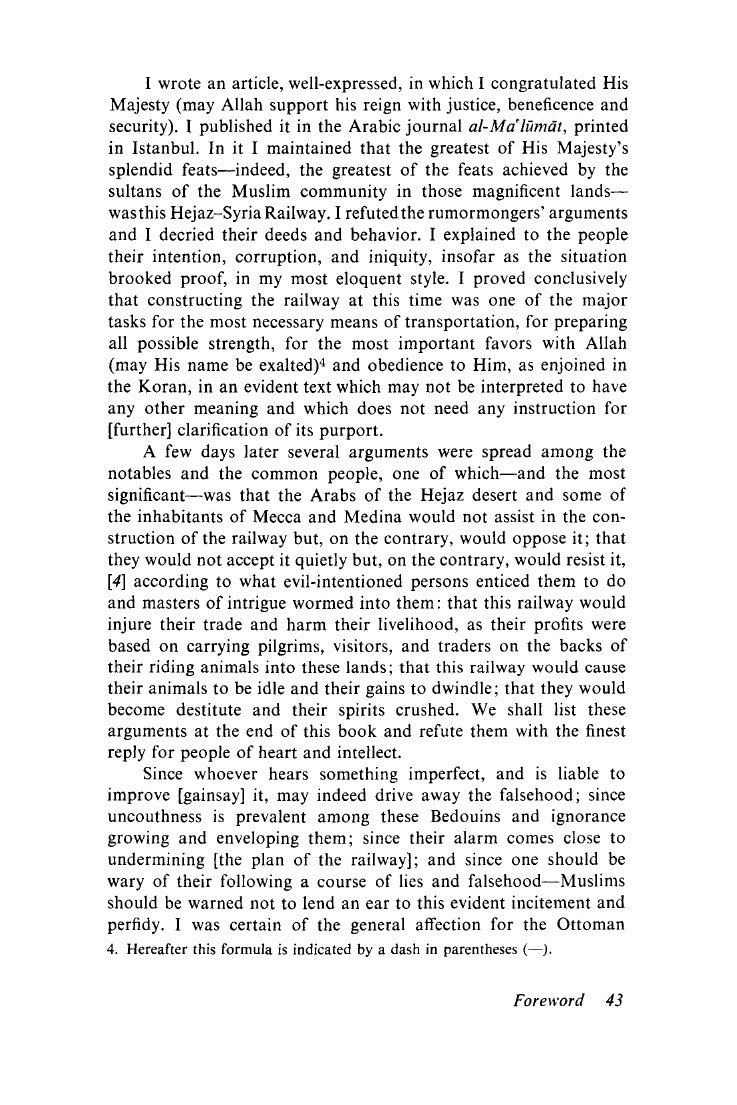 I wrote an article, well-expressed, in which I congratulated His
Majesty (may Allah support his reign with justice, beneficence and
security). I published it in the Arabic journal al-Maʿlūmāt, printed
in Istanbul. In it I maintained that the greatest of His Majesty's
splendid feats—indeed, the greatest of the feats achieved by the
sultans of the Muslim community in those magnificent lands—
was this Hejaz–Syria Railway. I refuted the rumormongers' arguments
and I decried their deeds and behavior. I explained to the people
their intention, corruption, and iniquity, insofar as the situation
brooked proof, in my most eloquent style. I proved conclusively
that constructing the railway at this time was one of the major
tasks for the most necessary means of transportation, for preparing
all possible strength, for the most important favors with Allah
(may His name be exalted)⁴ and obedience to Him, as enjoined in
the Koran, in an evident text which may not be interpreted to have
any other meaning and which does not need any instruction for
[further] clarification of its purport.
A few days later several arguments were spread among the
notables and the common people, one of which—and the most
significant—was that the Arabs of the Hejaz desert and some of
the inhabitants of Mecca and Medina would not assist in the con-
struction of the railway but, on the contrary, would oppose it; that
they would not accept it quietly but, on the contrary, would resist it,
[4] according to what evil-intentioned persons enticed them to do
and masters of intrigue wormed into them: that this railway would
injure their trade and harm their livelihood, as their profits were
based on carrying pilgrims, visitors, and traders on the backs of
their riding animals into these lands; that this railway would cause
their animals to be idle and their gains to dwindle; that they would
become destitute and their spirits crushed. We shall list these
arguments at the end of this book and refute them with the finest
reply for people of heart and intellect.
Since whoever hears something imperfect, and is liable to
improve [gainsay] it, may indeed drive away the falsehood; since
uncouthness is prevalent among these Bedouins and ignorance
growing and enveloping them; since their alarm comes close to
undermining [the plan of the railway]; and since one should be
wary of their following a course of lies and falsehood—Muslims
should be warned not to lend an ear to this evident incitement and
perfidy. I was certain of the general affection for the Ottoman
4. Hereafter this formula is indicated by a dash in parentheses (—).
Foreword 43